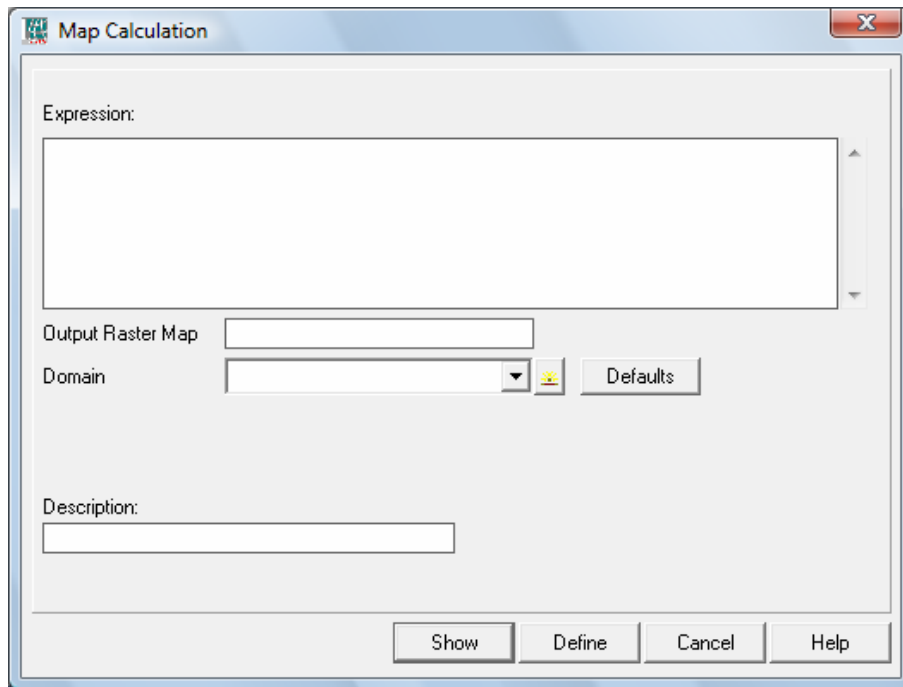 Map Calculation
Expression:
Output Raster Map
Domain
Defaults
Description:
Show Define Cancel Help